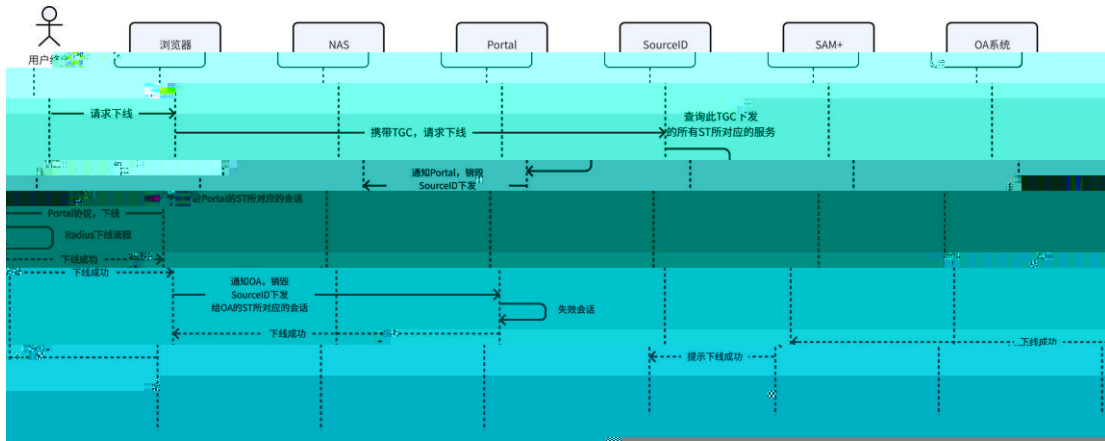 浏览器
NAS
Portal
SourceID
SAM+
OA系统
用户终
请求下线
查询此TGC下发
的所有ST所对应的服务
携带TGC，请求下线
通知Portal，销毁
SourceID下发
给Portal的ST所对应的会话
Portal协议，下线
Radius下线流程
下线成功
下线成功
通知OA，销毁
SourceID下发
给OA的ST所对应的会话
失效会话
下线成功
下线成功
提示下线成功